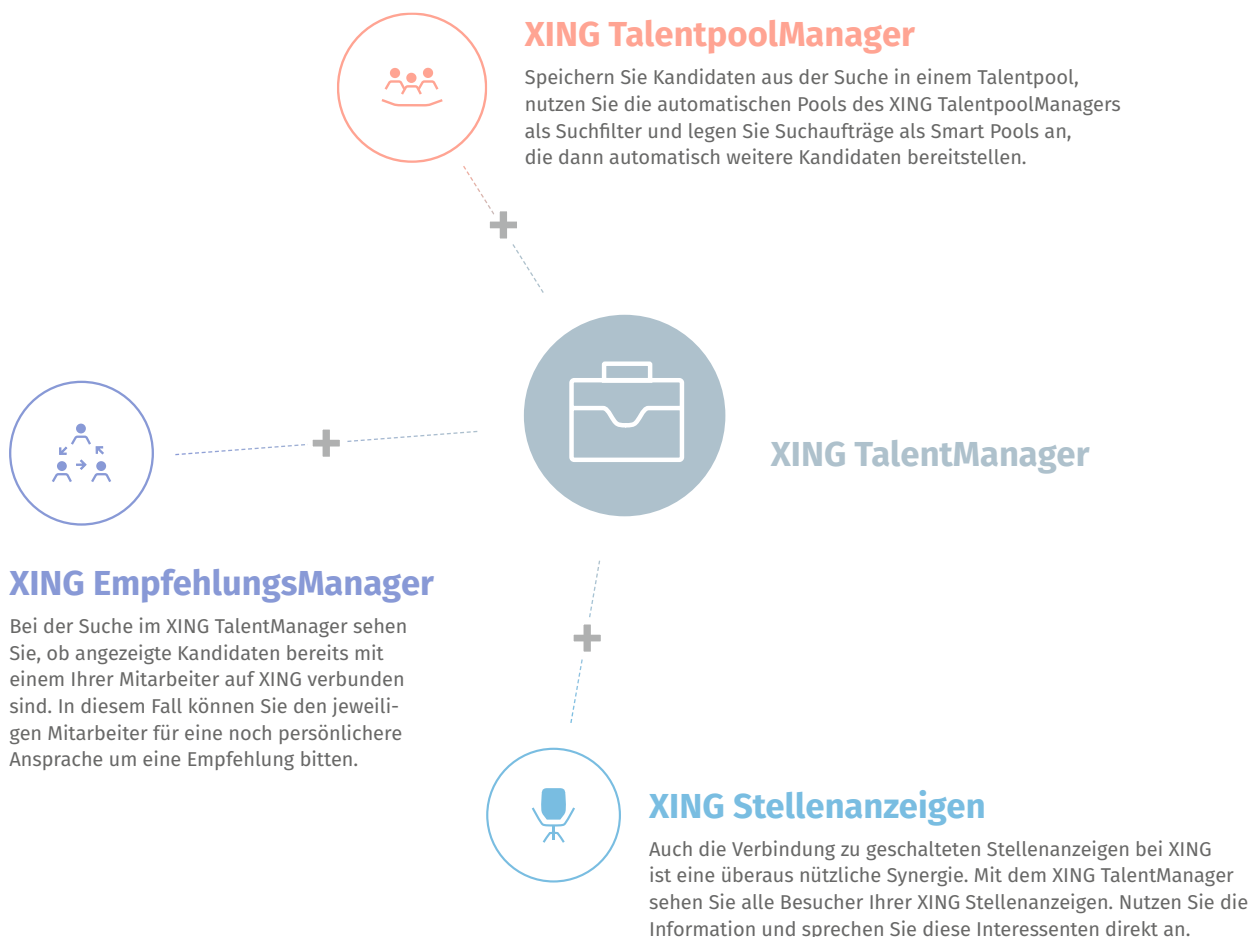 XING TalentpoolManager
Speichern Sie Kandidaten aus der Suche in einem Talentpool,
nutzen Sie die automatischen Pools des XING TalentpoolManagers
als Suchfilter und legen Sie Suchaufträge als Smart Pools an,
die dann automatisch weitere Kandidaten bereitstellen.
XING TalentManager
XING EmpfehlungsManager
Bei der Suche im XING TalentManager sehen
Sie, ob angezeigte Kandidaten bereits mit
einem Ihrer Mitarbeiter auf XING verbunden
sind. In diesem Fall können Sie den jeweili-
gen Mitarbeiter für eine noch persönlichere
Ansprache um eine Empfehlung bitten.
XING Stellenanzeigen
Auch die Verbindung zu geschalteten Stellenanzeigen bei XING
ist eine überaus nützliche Synergie. Mit dem XING TalentManager
sehen Sie alle Besucher Ihrer XING Stellenanzeigen. Nutzen Sie die
Information und sprechen Sie diese Interessenten direkt an.